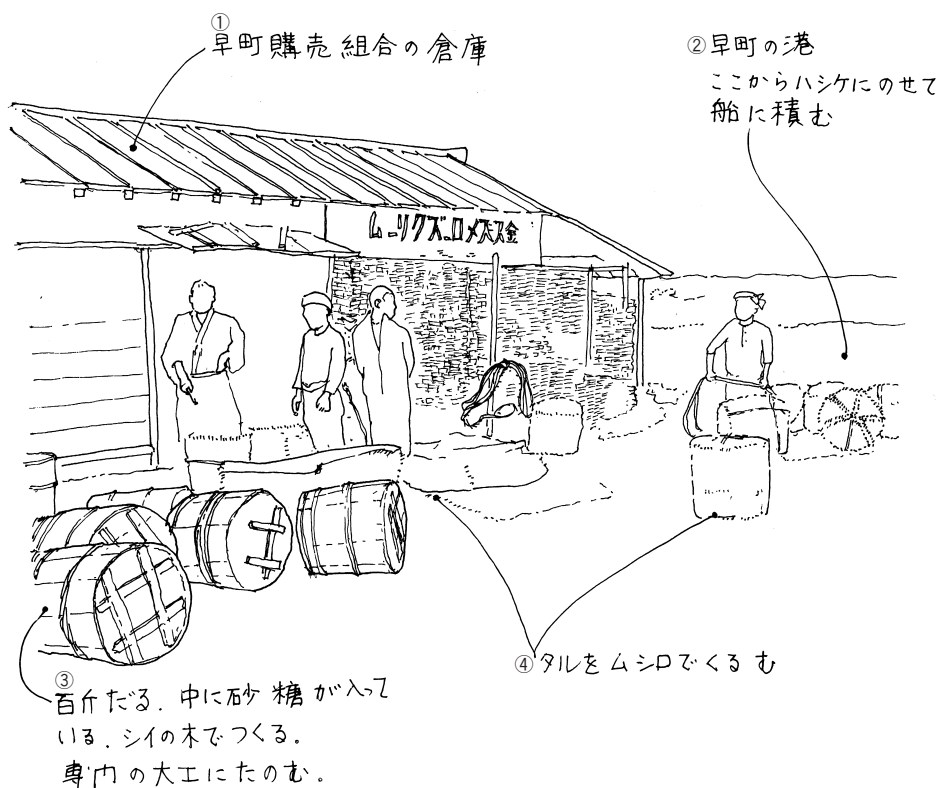 ①
早町購売組合の倉庫
②早町の港
ここからハシケにのせて
船に積む
ムーリクズーロメスス金
④タルをムシロでくるむ
③
百斤だる．中に砂糖が入って
いる．シイの木でつくる。
専門の大工にたのむ。